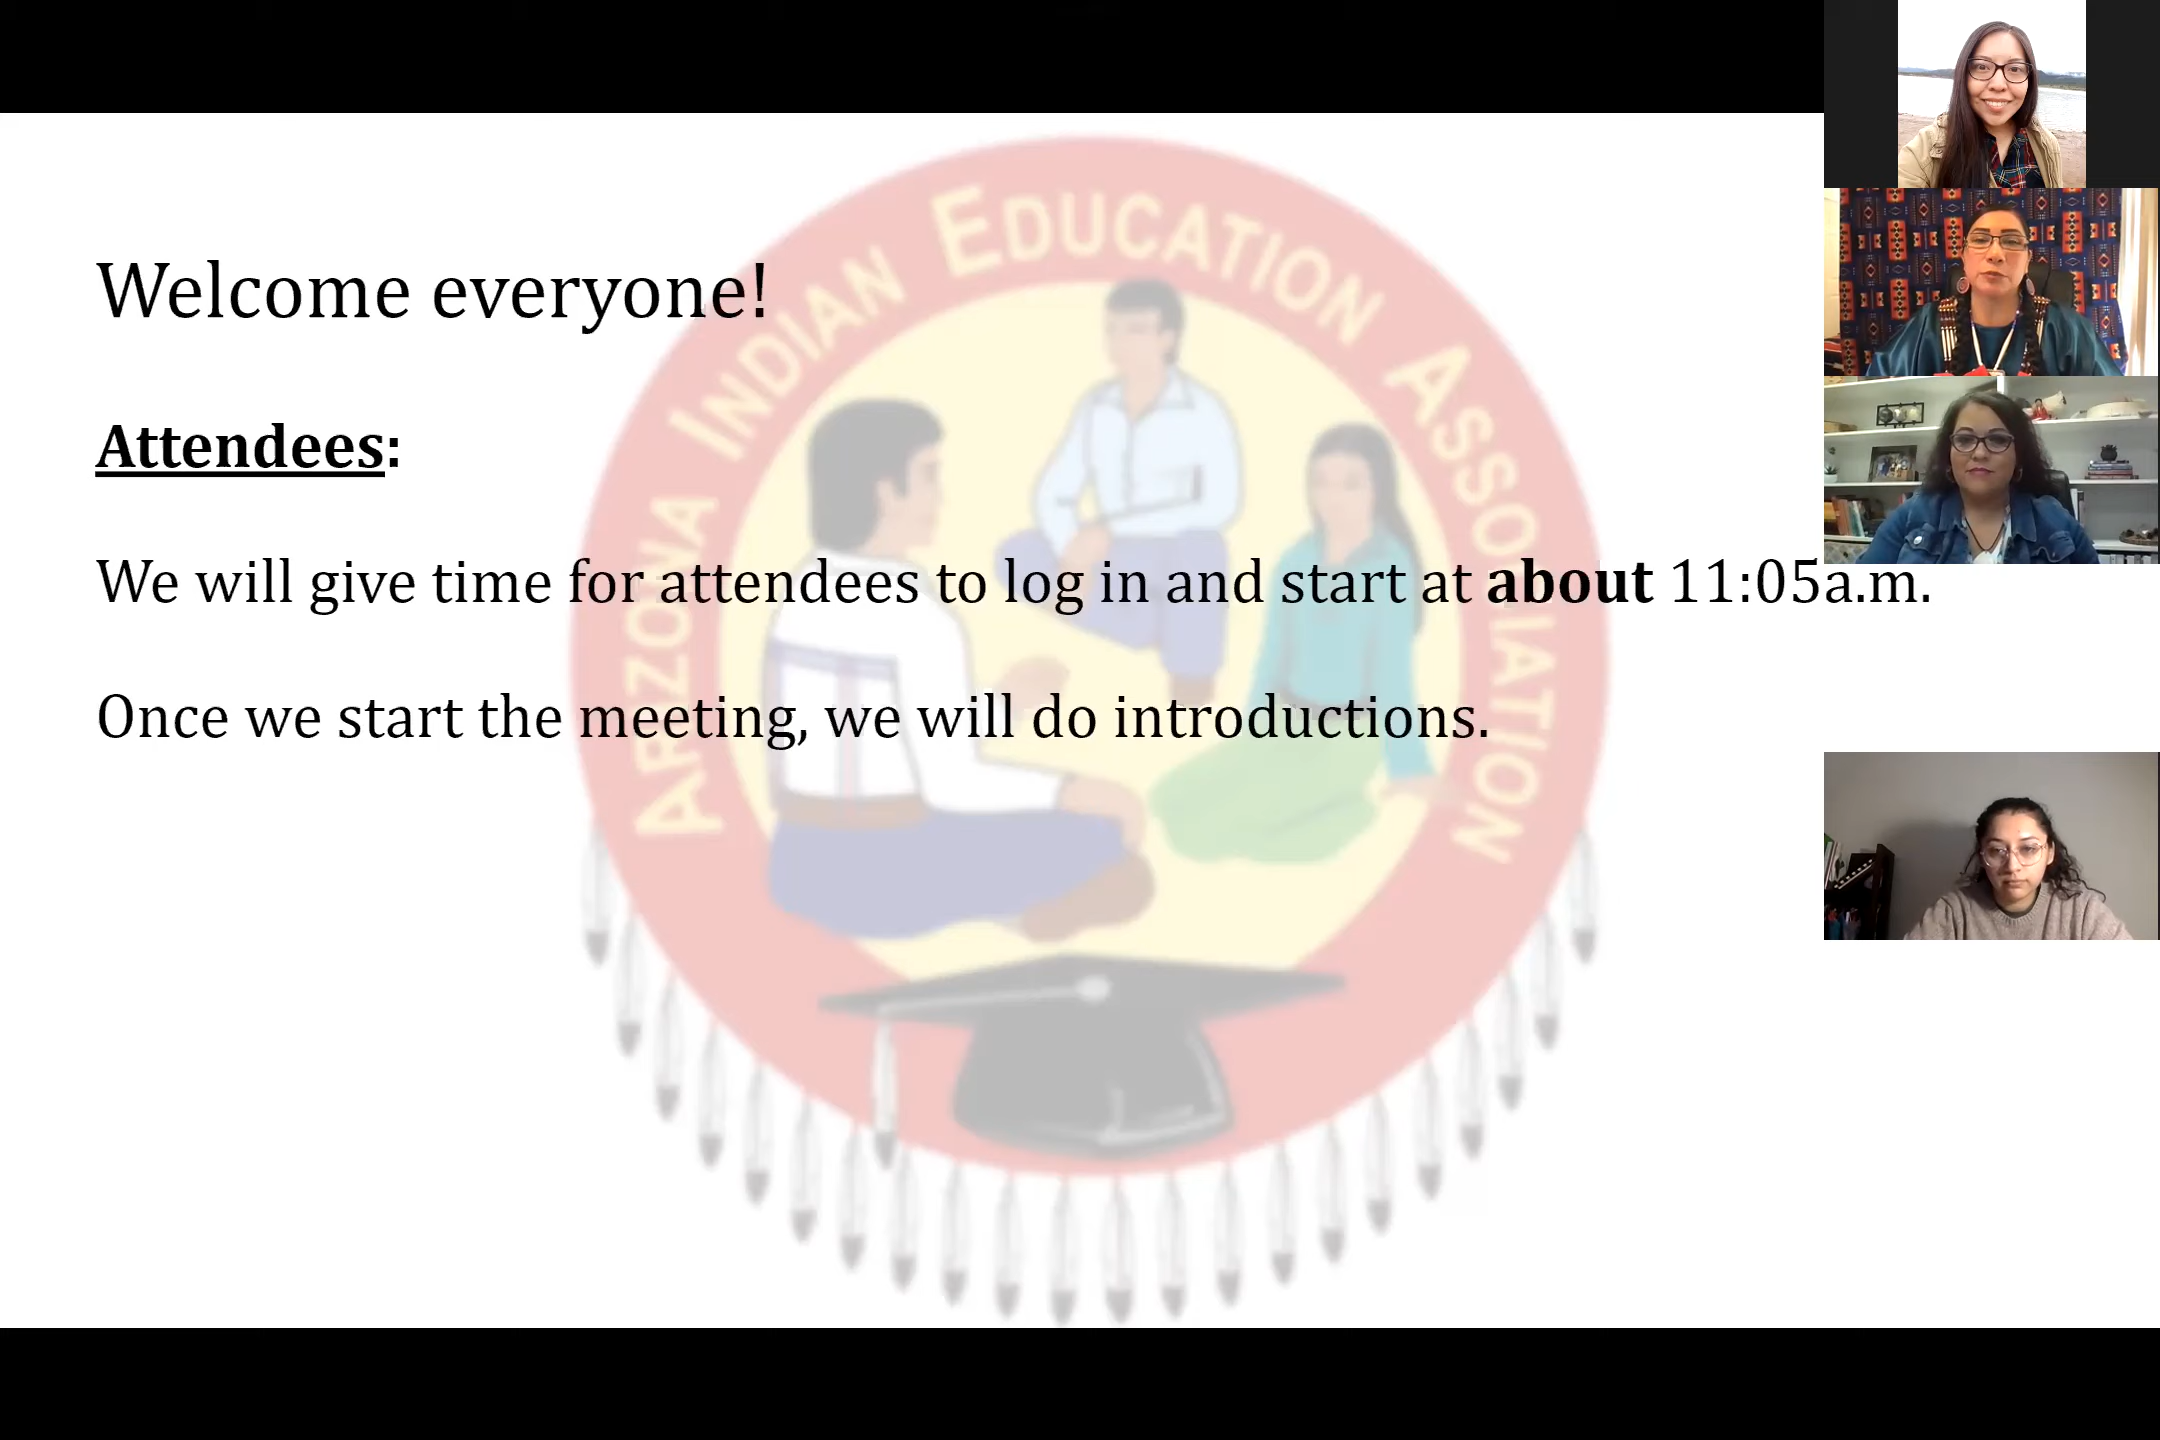 ARIZONA INDIAN EDUCATION ASSOCIATION
Welcome everyone!
Attendees:
We will give time for attendees to log in and start at about 11:05a.m.
Once we start the meeting, we will do introductions.